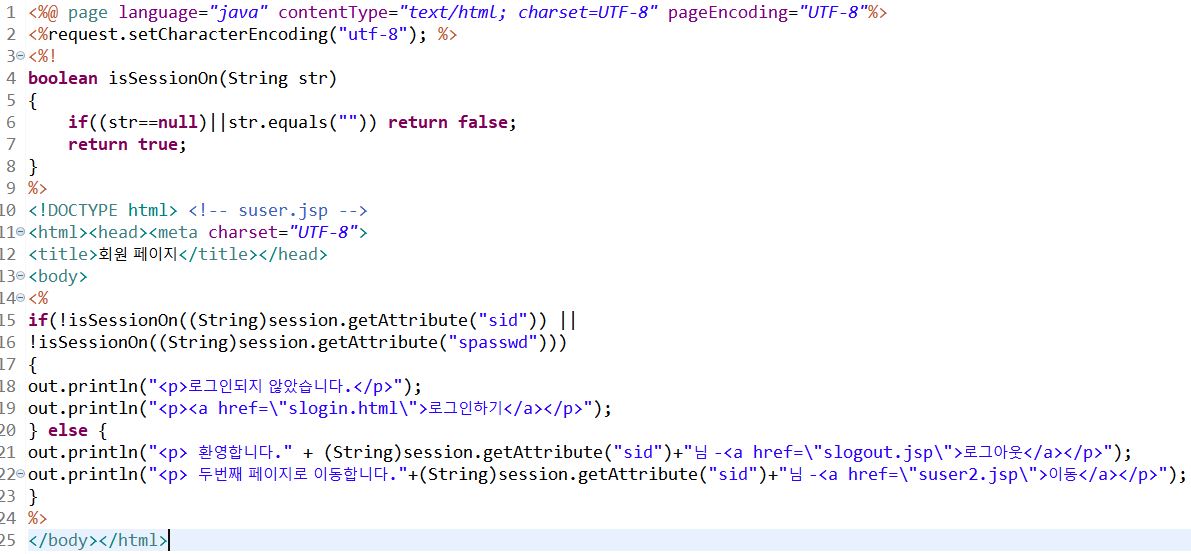 1 <%@ page language="java" contentType="text/html; charset=UTF-8" pageEncoding="UTF-8"%>
2 <%request.setCharacterEncoding("utf-8"); %>
3 <%!
4 boolean isSessionOn(String str)
5 {
6     if((str==null)||str.equals("")) return false;
7     return true;
8 }
9 %>
10 <!DOCTYPE html> <!-- suser.jsp -->
11 <html><head><meta charset="UTF-8">
12 <title>회원 페이지</title></head>
13 <body>
14 <%
15 if(!isSessionOn((String)session.getAttribute("sid")) ||
16 !isSessionOn((String)session.getAttribute("spasswd")))
17 {
18 out.println("<p>로그인되지 않았습니다.</p>");
19 out.println("<p><a href=\"slogin.html\">로그인하기</a></p>");
20 } else {
21 out.println("<p> 환영합니다." + (String)session.getAttribute("sid")+"님 -<a href=\"slogout.jsp\">로그아웃</a></p>");
22 out.println("<p> 두번째 페이지로 이동합니다."+(String)session.getAttribute("sid")+"님 -<a href=\"suser2.jsp\">이동</a></p>");
23 }
24 %>
25 </body></html>